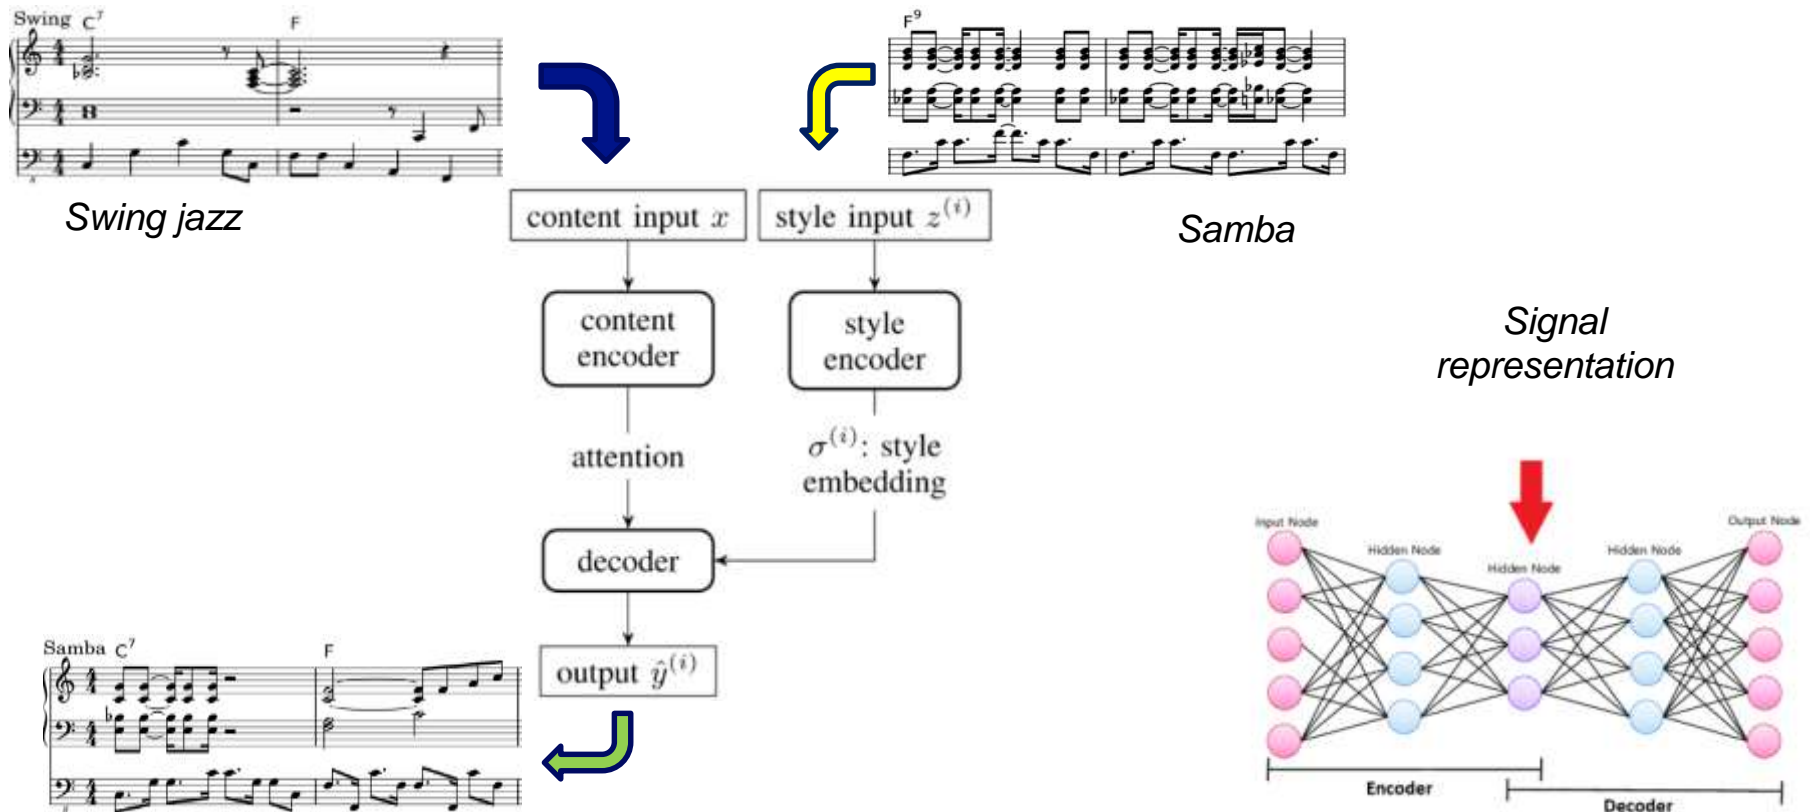 Swing C⁷ F
F⁹
Swing jazz
Samba
content input x
style input z⁽ⁱ⁾
content
encoder
style
encoder
attention
σ⁽ⁱ⁾: style
embedding
decoder
output ŷ⁽ⁱ⁾
Samba C⁷ F
Signal
representation
Input Node
Output Node
Hidden Node
Hidden Node
Hidden Node
Encoder
Decoder